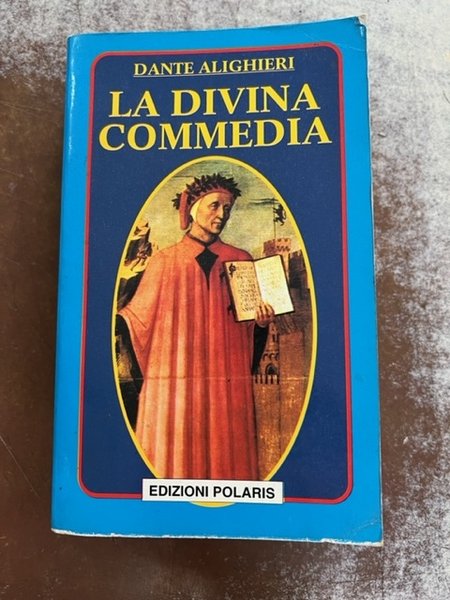 DANTE ALIGHIERI
LA DIVINA
COMMEDIA
EDIZIONI POLARIS